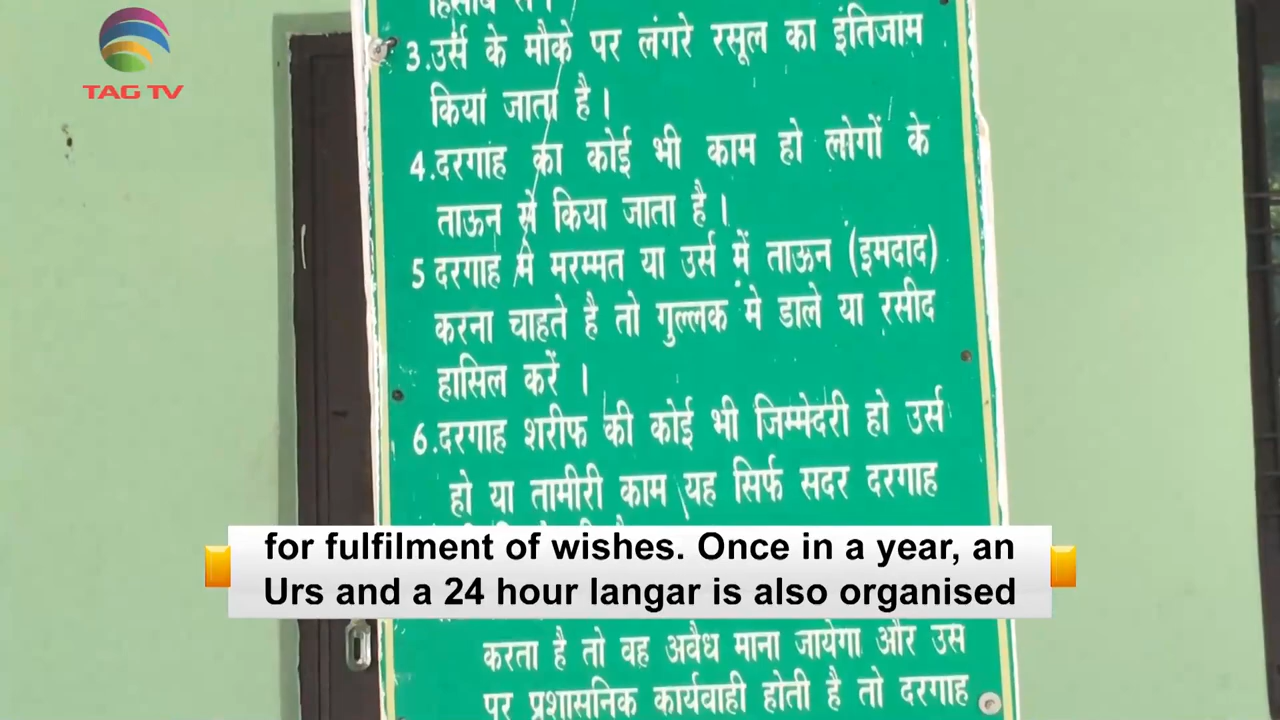 TAG TV
3.उर्स के मौके पर लंगरे रसूल का इंतिजाम
किया जाता है ।
4.दरगाह का कोई भी काम हो लोगों के
ताऊन से किया जाता है ।
5 दरगाह मे मरम्मत या उर्स में ताऊन (इमदाद)
करना चाहते है तो गुल्लक मे डाले या रसीद
हासिल करें ।
6.दरगाह शरीफ की कोई भी जिम्मेदरी हो उर्स
हो या तामीरी काम यह सिर्फ सदर दरगाह
for fulfilment of wishes. Once in a year, an
Urs and a 24 hour langar is also organised
करता है तो वह अवैध माना जायेगा और उस
पर प्रशासनिक कार्यवाही होती है तो दरगाह